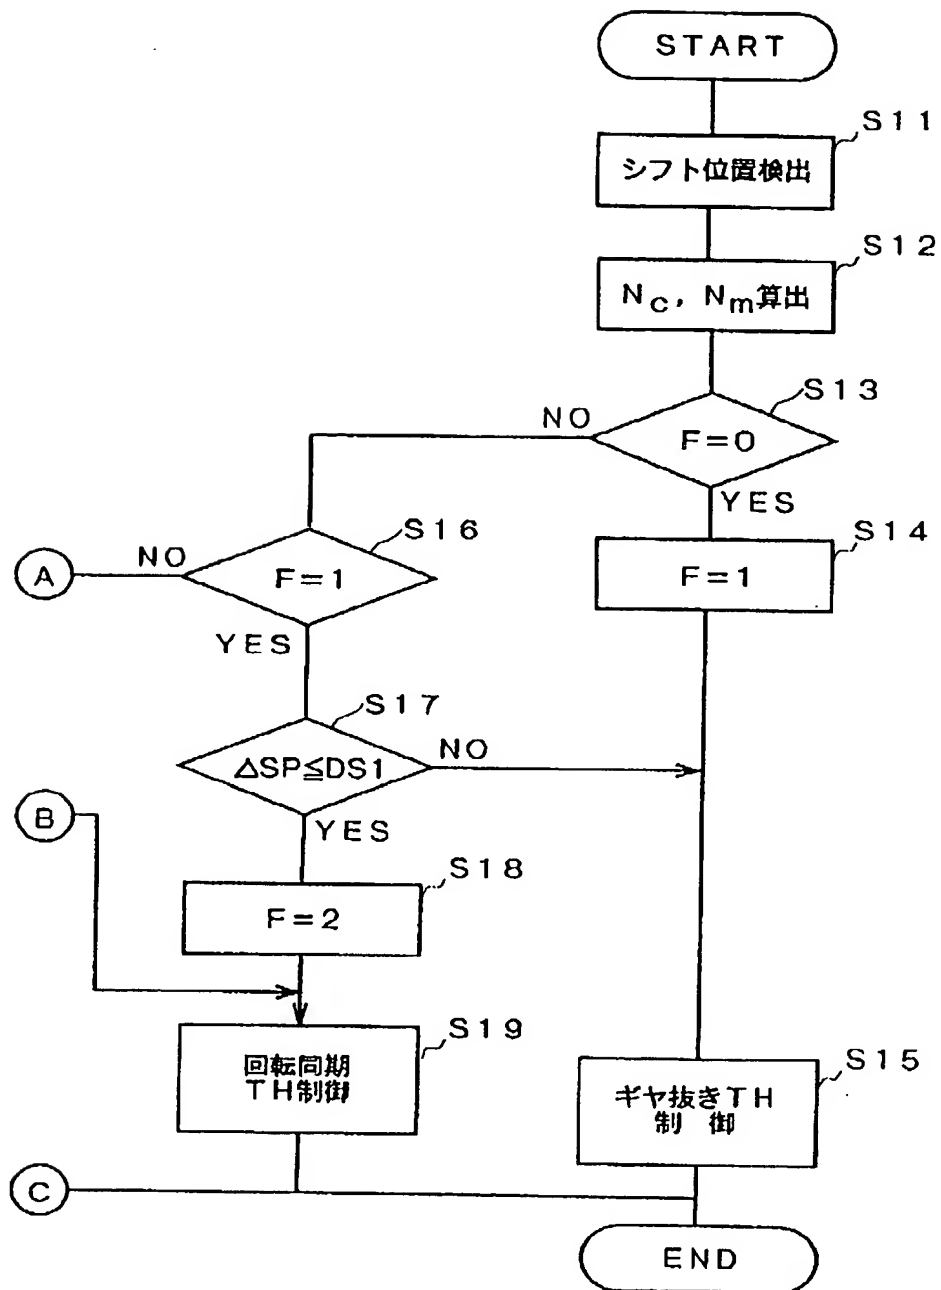 START
S11
シフト位置検出
S12
Nc, Nm算出
S13
NO
F=0
YES
S16
S14
A
NO
F=1
F=1
YES
S17
ΔSP≦DS1
NO
B
YES
S18
F=2
S19
回転同期
TH制御
S15
ギヤ抜きTH
制 御
C
END